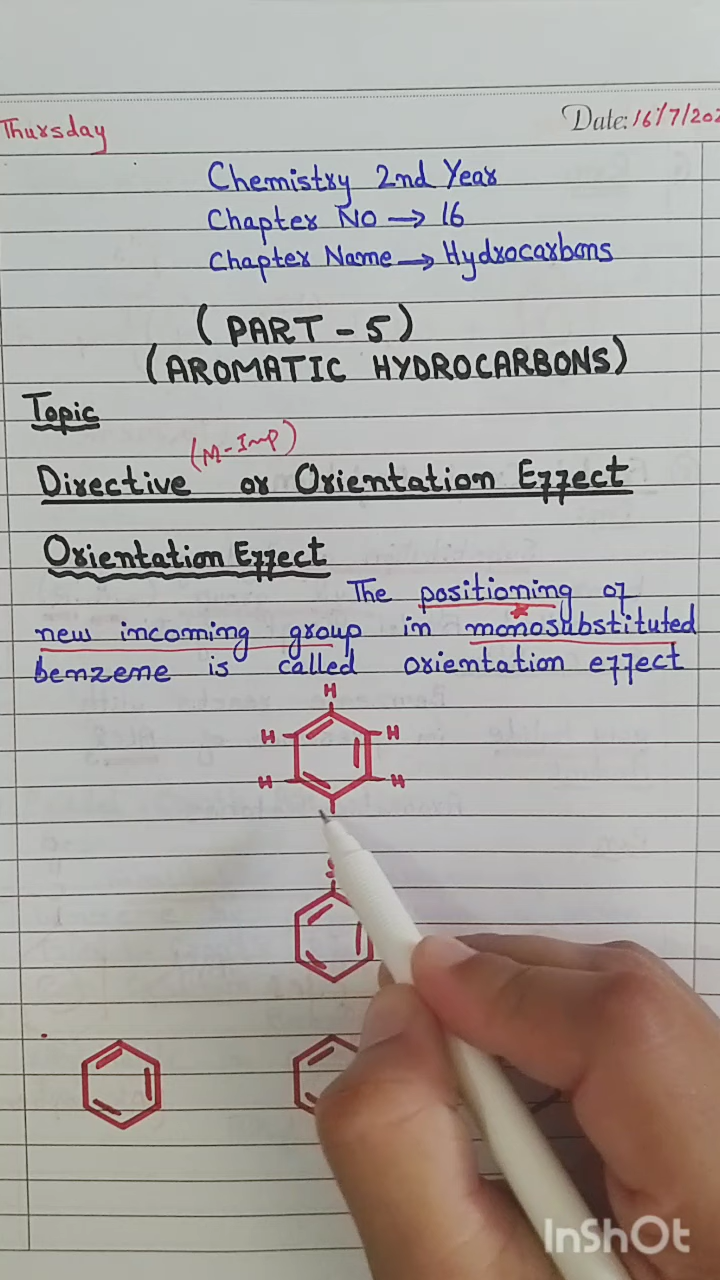 Thursday
Date: 16/7/202
Chemistry 2nd Year
Chapter No → 16
Chapter Name → Hydrocarbons
(PART - 5)
(AROMATIC HYDROCARBONS)
Topic
(M-Imp)
Directive or Orientation Effect
Orientation Effect
The positioning of
new incoming group in monosubstituted
benzene is called orientation effect
H
H H
H H
InShOt